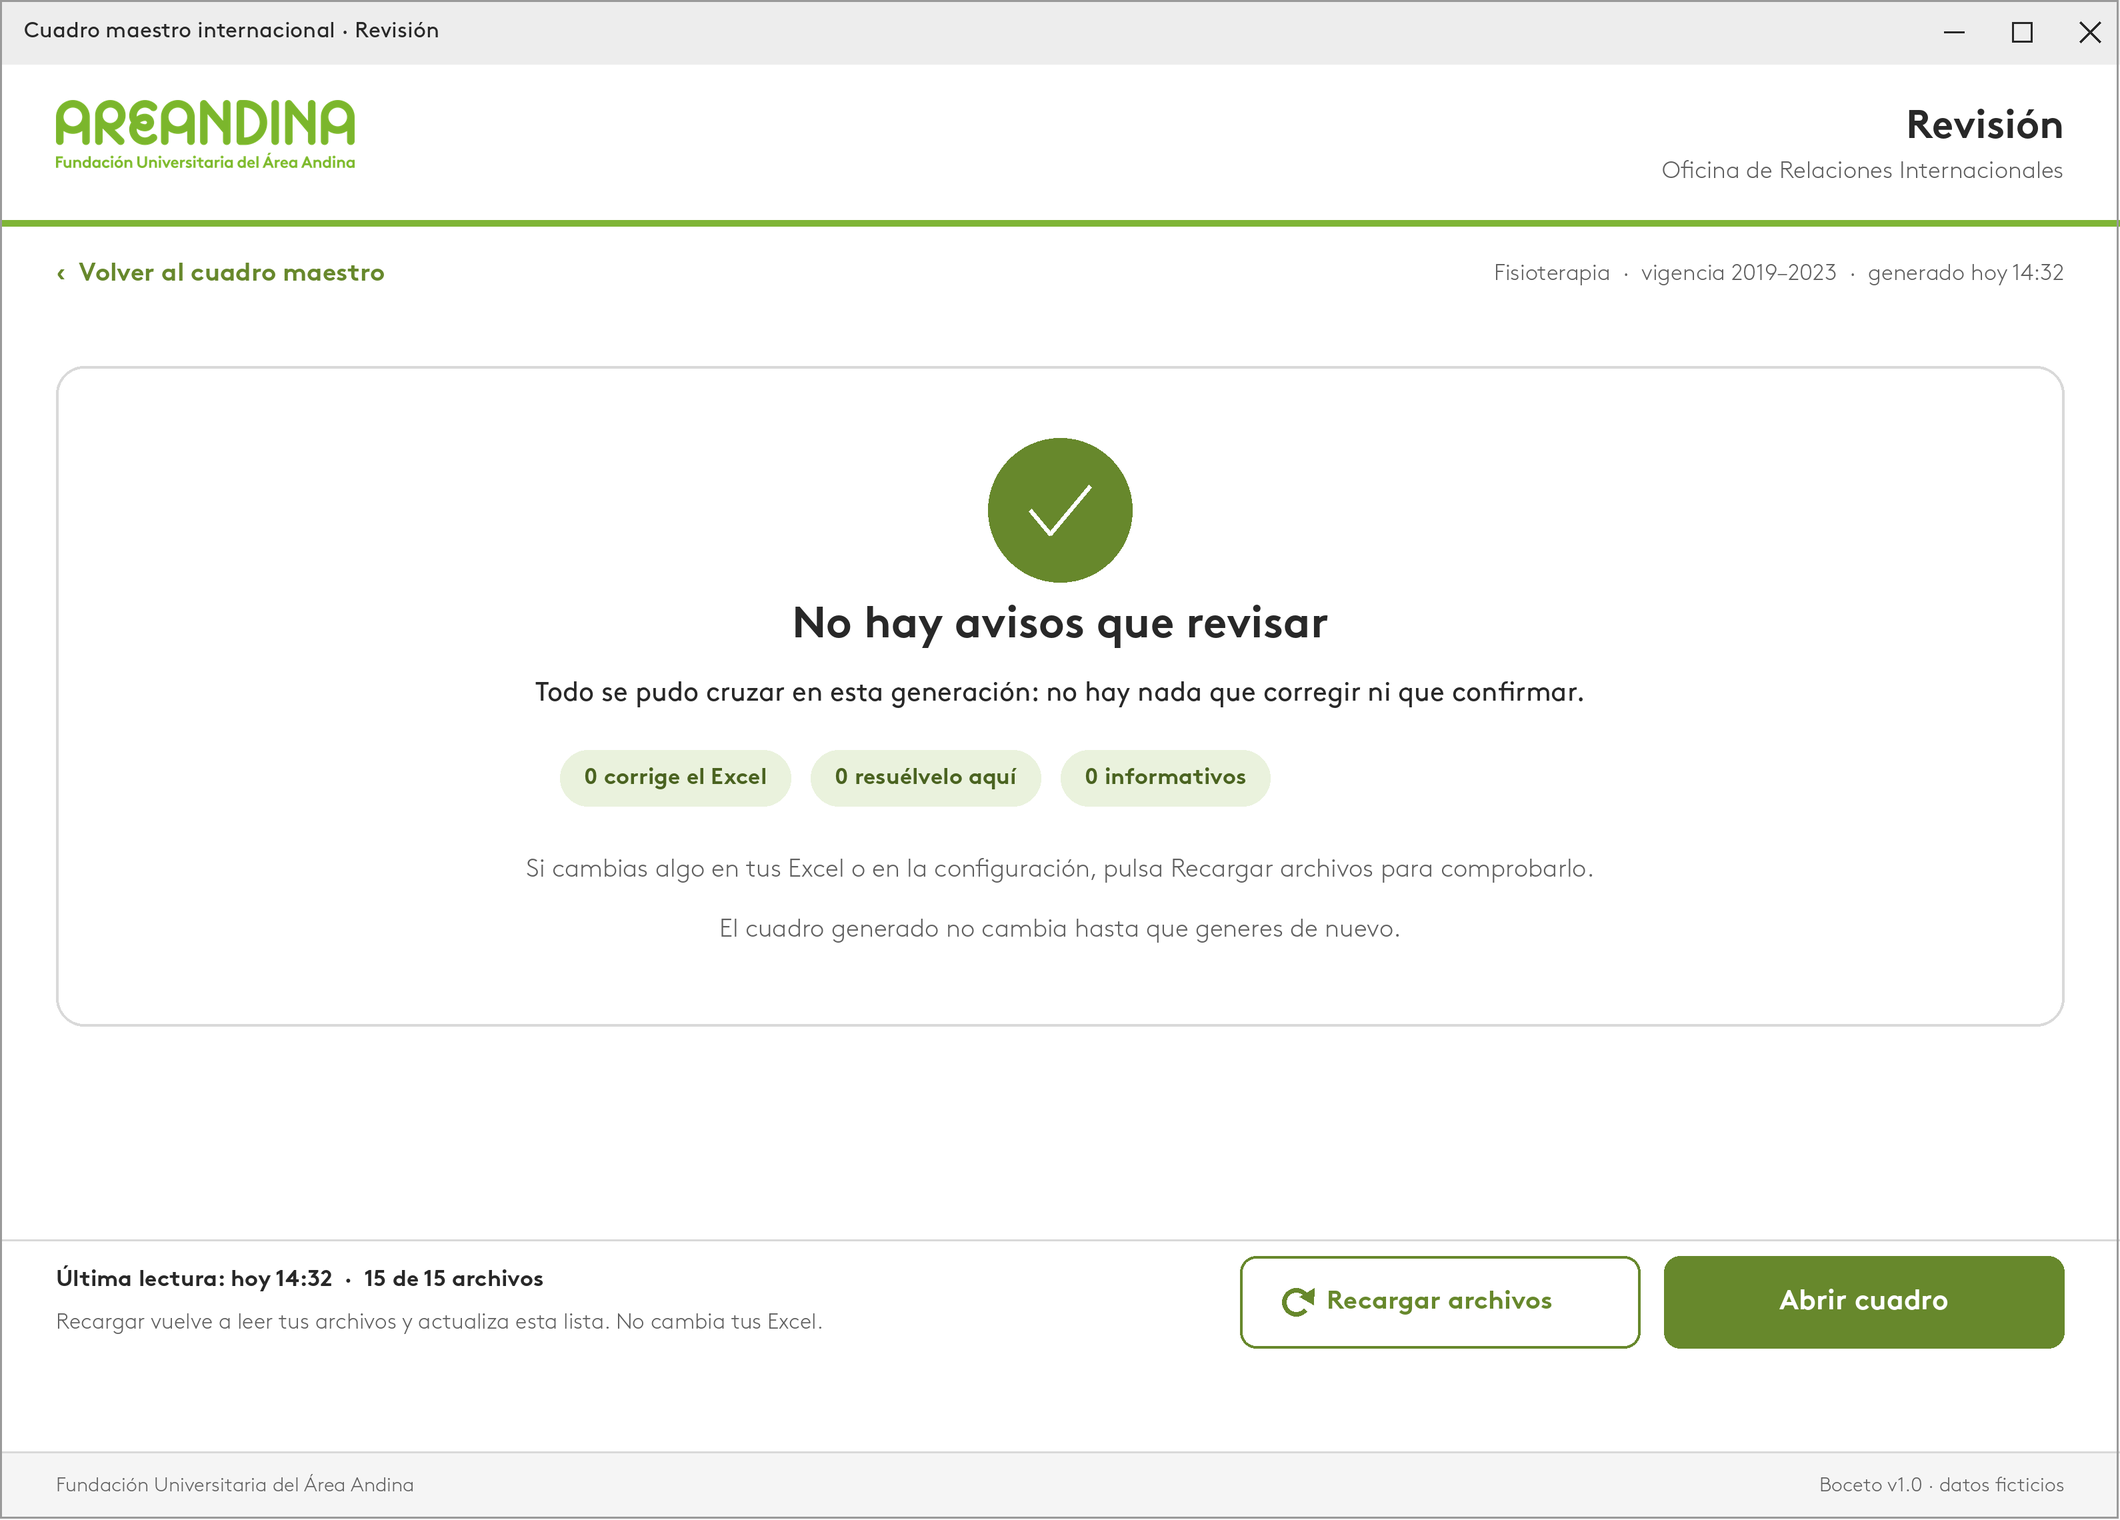 Cuadro maestro internacional · Revisión
AREANDINA
Fundación Universitaria del Área Andina
Revisión
Oficina de Relaciones Internacionales
‹ Volver al cuadro maestro
Fisioterapia · vigencia 2019–2023 · generado hoy 14:32
No hay avisos que revisar
Todo se pudo cruzar en esta generación: no hay nada que corregir ni que confirmar.
0 corrige el Excel
0 resuélvelo aquí
0 informativos
Si cambias algo en tus Excel o en la configuración, pulsa Recargar archivos para comprobarlo.
El cuadro generado no cambia hasta que generes de nuevo.
Última lectura: hoy 14:32 · 15 de 15 archivos
Recargar vuelve a leer tus archivos y actualiza esta lista. No cambia tus Excel.
Recargar archivos
Abrir cuadro
Fundación Universitaria del Área Andina
Boceto v1.0 · datos ficticios